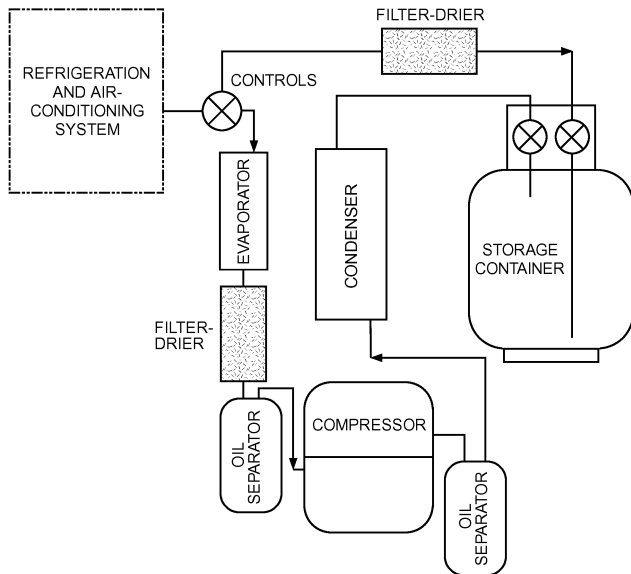 FILTER-DRIER
REFRIGERATION
AND AIR-
CONDITIONING
SYSTEM
CONTROLS
EVAPORATOR
CONDENSER
STORAGE
CONTAINER
FILTER-
DRIER
OIL
SEPARATOR
COMPRESSOR
OIL
SEPARATOR